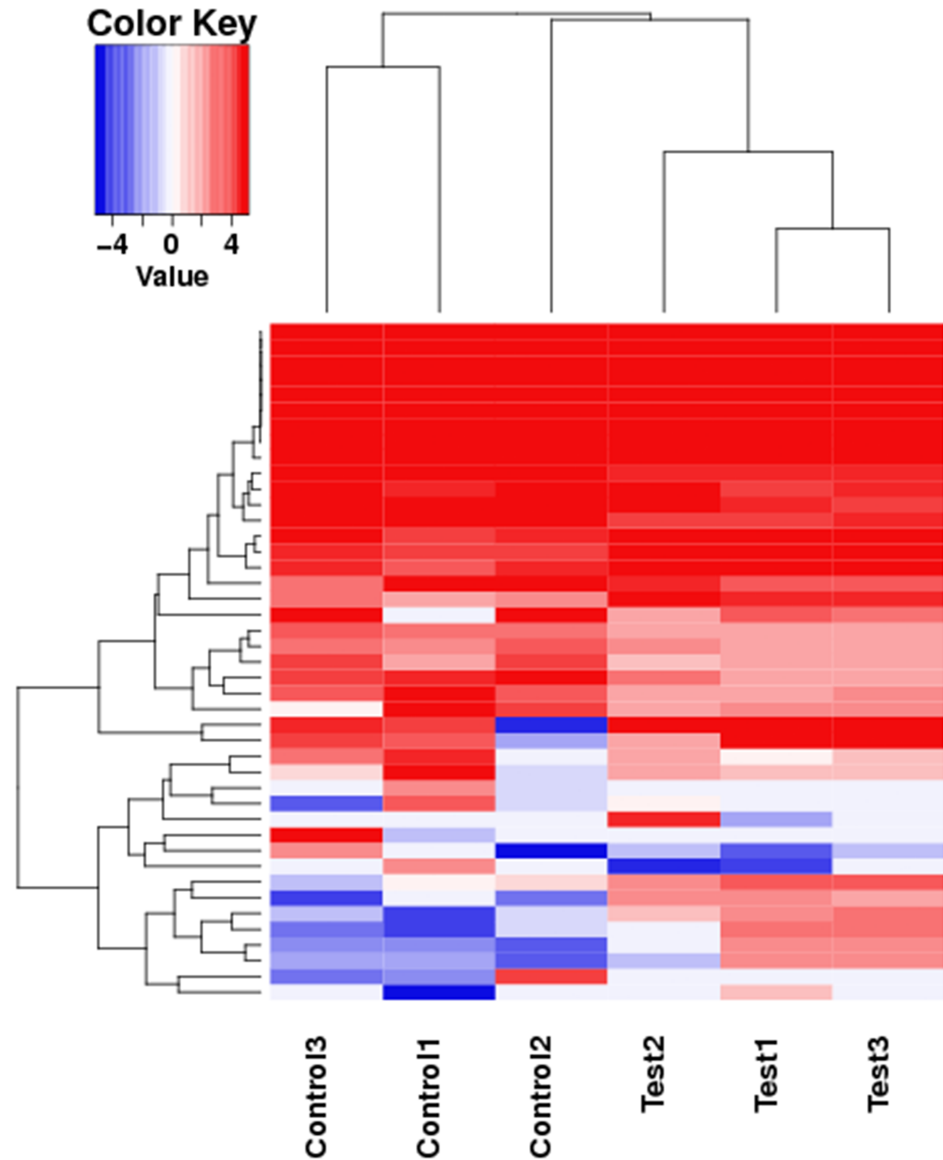 Color Key
−4 0 4
Value
Control3
Control1
Control2
Test2
Test1
Test3